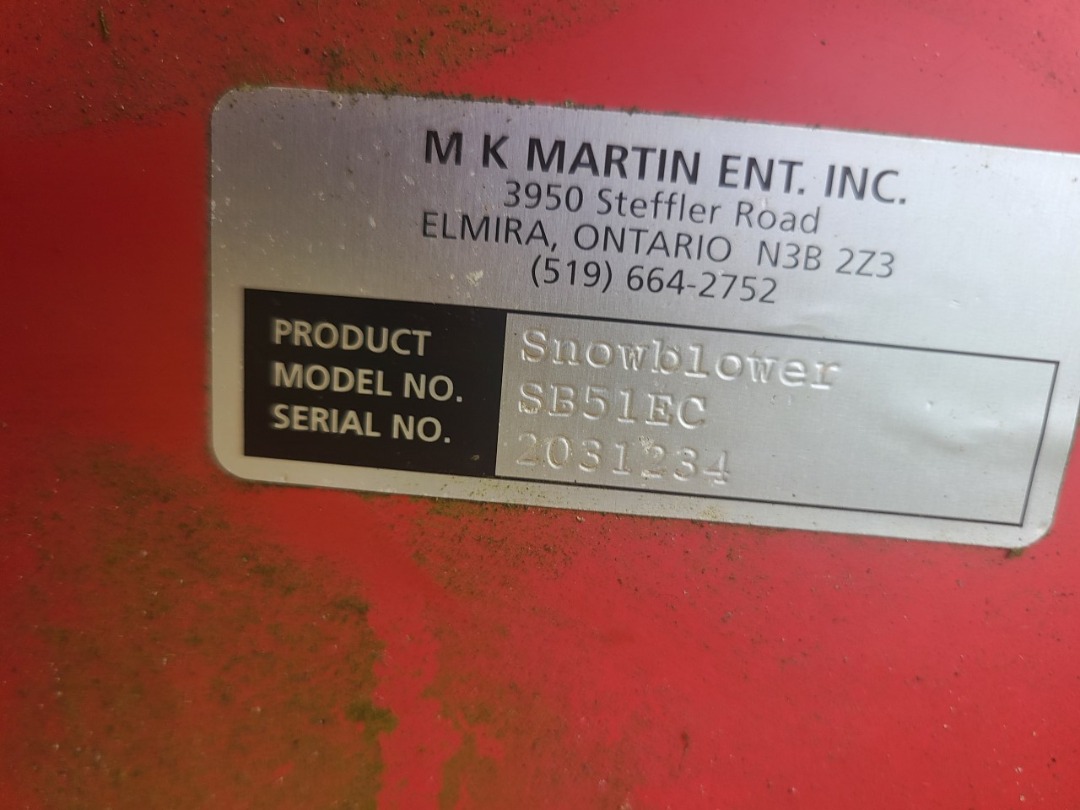 M K MARTIN ENT. INC.
3950 Steffler Road
ELMIRA, ONTARIO N3B 2Z3
(519) 664-2752
PRODUCT Snowblower
MODEL NO. SB51EC
SERIAL NO. 2031234